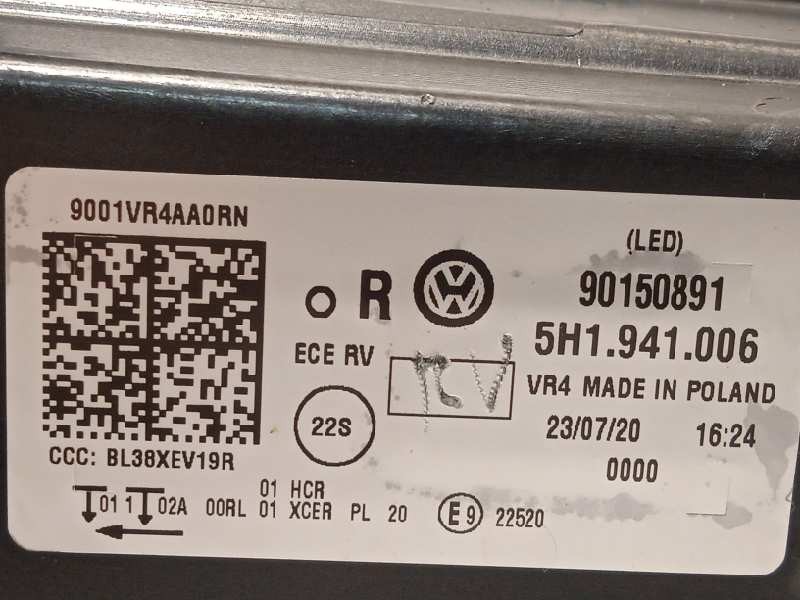 9001VR4AA0RN
(LED)
R
90150891
5H1.941.006
ECE RV
VR4 MADE IN POLAND
22S
23/07/20 16:24
CCC: BL38XEV19R
0000
01 HCR
01 1 02A 00RL 01 XCER PL 20 E9 22520